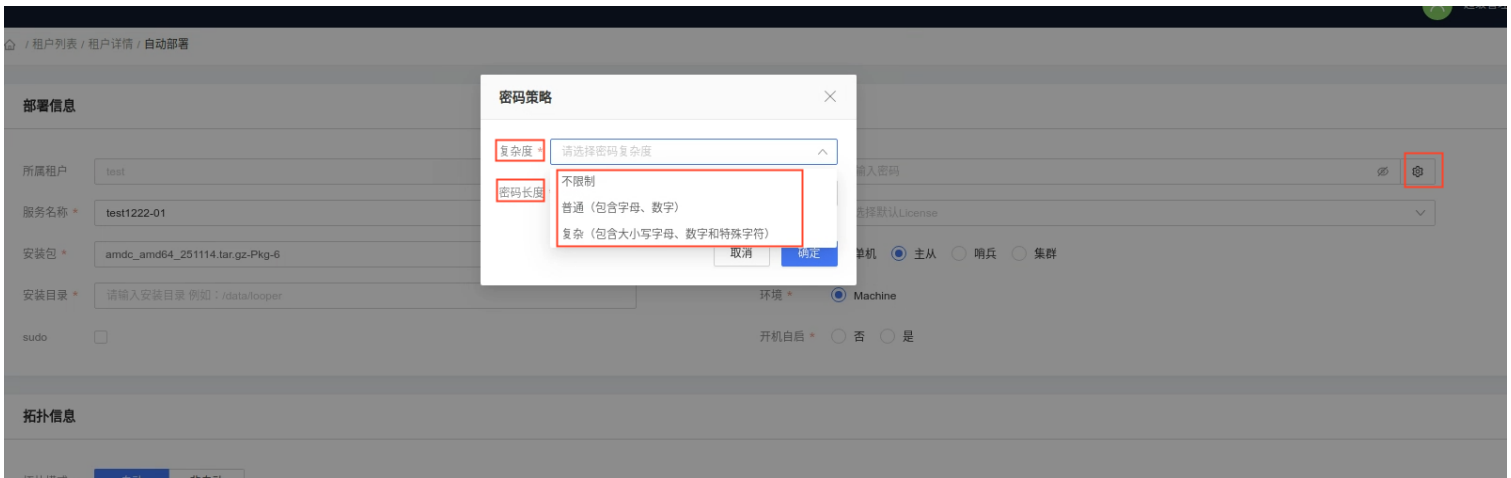 / 租户列表 / 租户详情 / 自动部署
部署信息
密码策略
复杂度 * 请选择密码复杂度
不限制
普通（包含字母、数字）
复杂（包含大小写字母、数字和特殊字符）
密码长度
取消 确定
所属租户 test
输入密码
服务名称 * test1222-01
选择默认License
安装包 * amdc_amd64_251114.tar.gz-Pkg-6
单机 主从 哨兵 集群
安装目录 * 请输入安装目录 例如：/data/looper
环境 * Machine
sudo
开机自启 * 否 是
拓扑信息